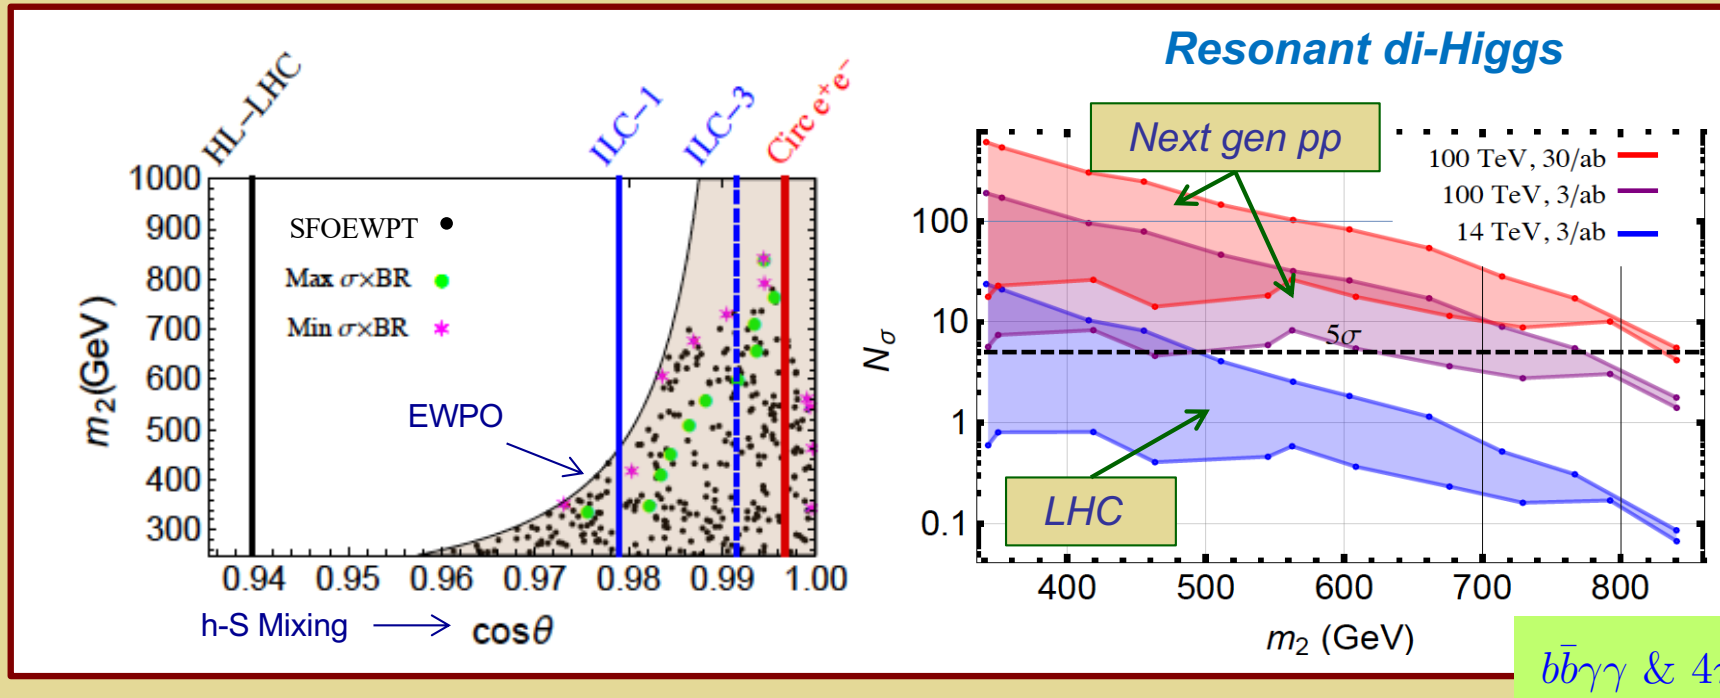 Resonant di-Higgs
HL-LHC
ILC-1
ILC-3
Circ e⁺e⁻
1000
900
800
700
600
500
400
300
m₂(GeV)
SFOEWPT
Max σ×BR
Min σ×BR
EWPO
0.94 0.95 0.96 0.97 0.98 0.99 1.00
h-S Mixing
cosθ
Next gen pp
100 TeV, 30/ab
100 TeV, 3/ab
14 TeV, 3/ab
100
10
1
0.1
Nσ
5σ
LHC
400 500 600 700 800
m₂ (GeV)
bb̄γγ & 4